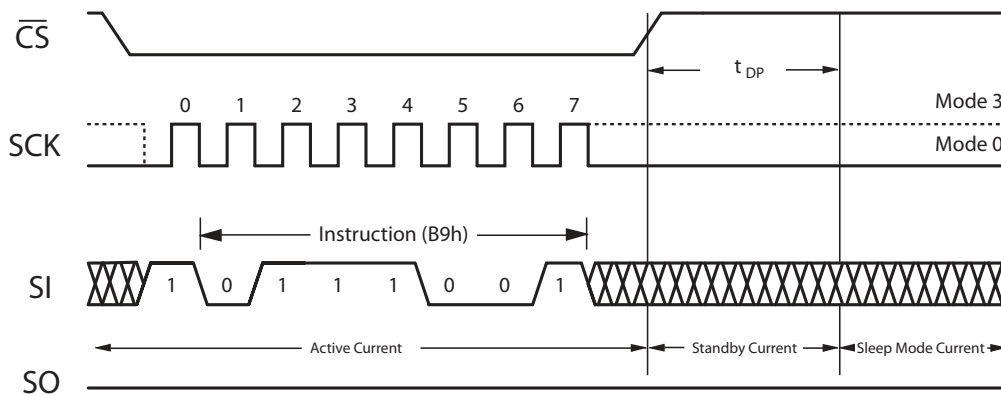 CS
t DP
0 1 2 3 4 5 6 7
Mode 3
SCK
Mode 0
Instruction (B9h)
SI
1 0 1 1 1 0 0 1
Active Current
Standby Current
Sleep Mode Current
SO